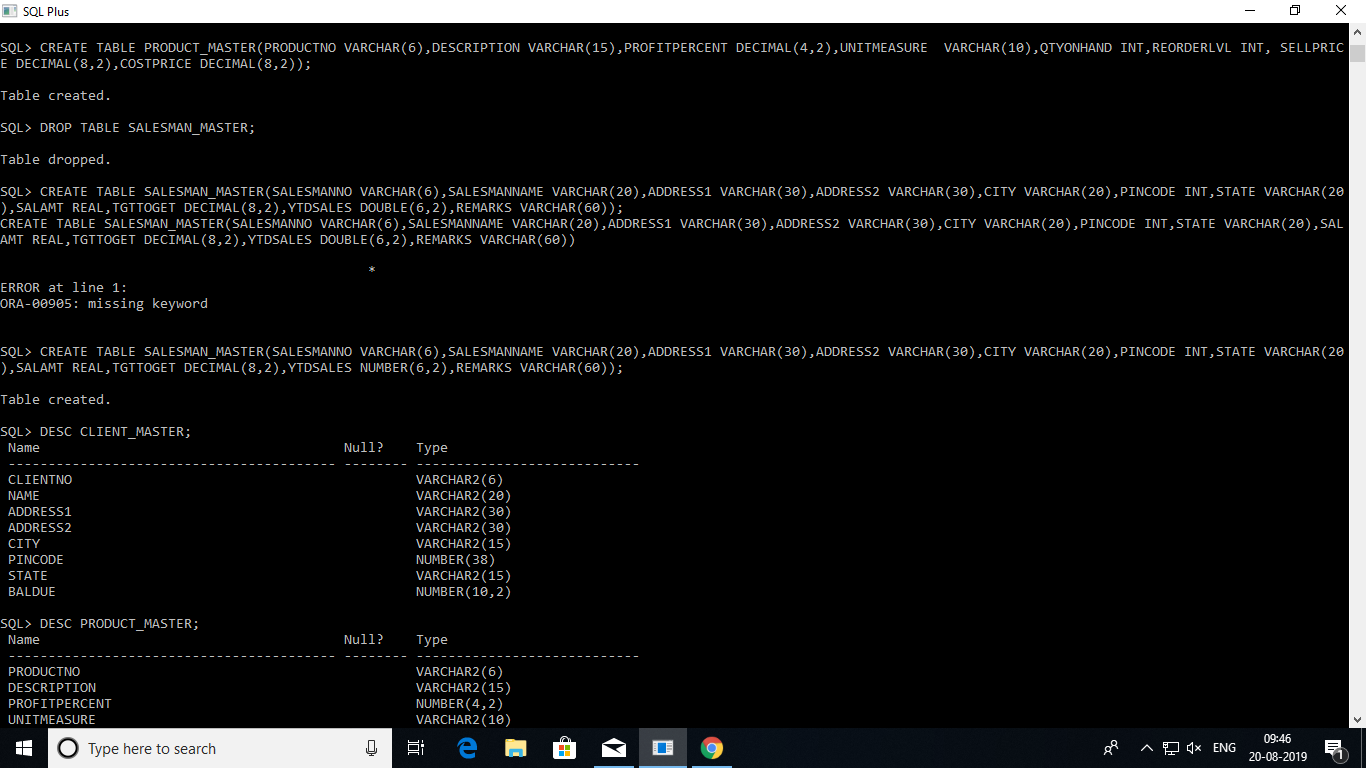 SQL Plus
SQL> CREATE TABLE PRODUCT_MASTER(PRODUCTNO VARCHAR(6),DESCRIPTION VARCHAR(15),PROFITPERCENT DECIMAL(4,2),UNITMEASURE  VARCHAR(10),QTYONHAND INT,REORDERLVL INT, SELLPRIC
E DECIMAL(8,2),COSTPRICE DECIMAL(8,2));
Table created.
SQL> DROP TABLE SALESMAN_MASTER;
Table dropped.
SQL> CREATE TABLE SALESMAN_MASTER(SALESMANNO VARCHAR(6),SALESMANNAME VARCHAR(20),ADDRESS1 VARCHAR(30),ADDRESS2 VARCHAR(30),CITY VARCHAR(20),PINCODE INT,STATE VARCHAR(20
),SALAMT REAL,TGTTOGET DECIMAL(8,2),YTDSALES DOUBLE(6,2),REMARKS VARCHAR(60));
CREATE TABLE SALESMAN_MASTER(SALESMANNO VARCHAR(6),SALESMANNAME VARCHAR(20),ADDRESS1 VARCHAR(30),ADDRESS2 VARCHAR(30),CITY VARCHAR(20),PINCODE INT,STATE VARCHAR(20),SAL
AMT REAL,TGTTOGET DECIMAL(8,2),YTDSALES DOUBLE(6,2),REMARKS VARCHAR(60))
*
ERROR at line 1:
ORA-00905: missing keyword
SQL> CREATE TABLE SALESMAN_MASTER(SALESMANNO VARCHAR(6),SALESMANNAME VARCHAR(20),ADDRESS1 VARCHAR(30),ADDRESS2 VARCHAR(30),CITY VARCHAR(20),PINCODE INT,STATE VARCHAR(20
),SALAMT REAL,TGTTOGET DECIMAL(8,2),YTDSALES NUMBER(6,2),REMARKS VARCHAR(60));
Table created.
SQL> DESC CLIENT_MASTER;
Name Null? Type
----------------------------------------- -------- ----------------------------
CLIENTNO VARCHAR2(6)
NAME VARCHAR2(20)
ADDRESS1 VARCHAR2(30)
ADDRESS2 VARCHAR2(30)
CITY VARCHAR2(15)
PINCODE NUMBER(38)
STATE VARCHAR2(15)
BALDUE NUMBER(10,2)
SQL> DESC PRODUCT_MASTER;
Name Null? Type
----------------------------------------- -------- ----------------------------
PRODUCTNO VARCHAR2(6)
DESCRIPTION VARCHAR2(15)
PROFITPERCENT NUMBER(4,2)
UNITMEASURE VARCHAR2(10)
Type here to search
ENG
09:46
20-08-2019
1